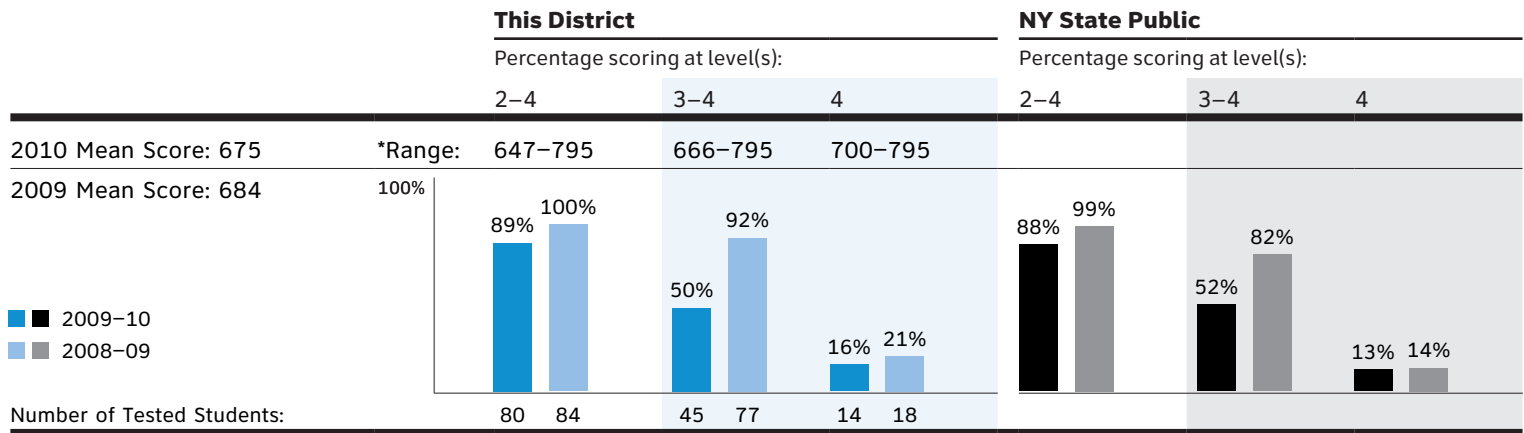 This District NY State Public
Percentage scoring at level(s): Percentage scoring at level(s):
2–4 3–4 4 2–4 3–4 4
2010 Mean Score: 675 *Range: 647–795 666–795 700–795
2009 Mean Score: 684 100%
89% 100% 50% 92% 16% 21% 88% 99% 52% 82% 13% 14%
2009–10
2008–09
Number of Tested Students: 80 84 45 77 14 18